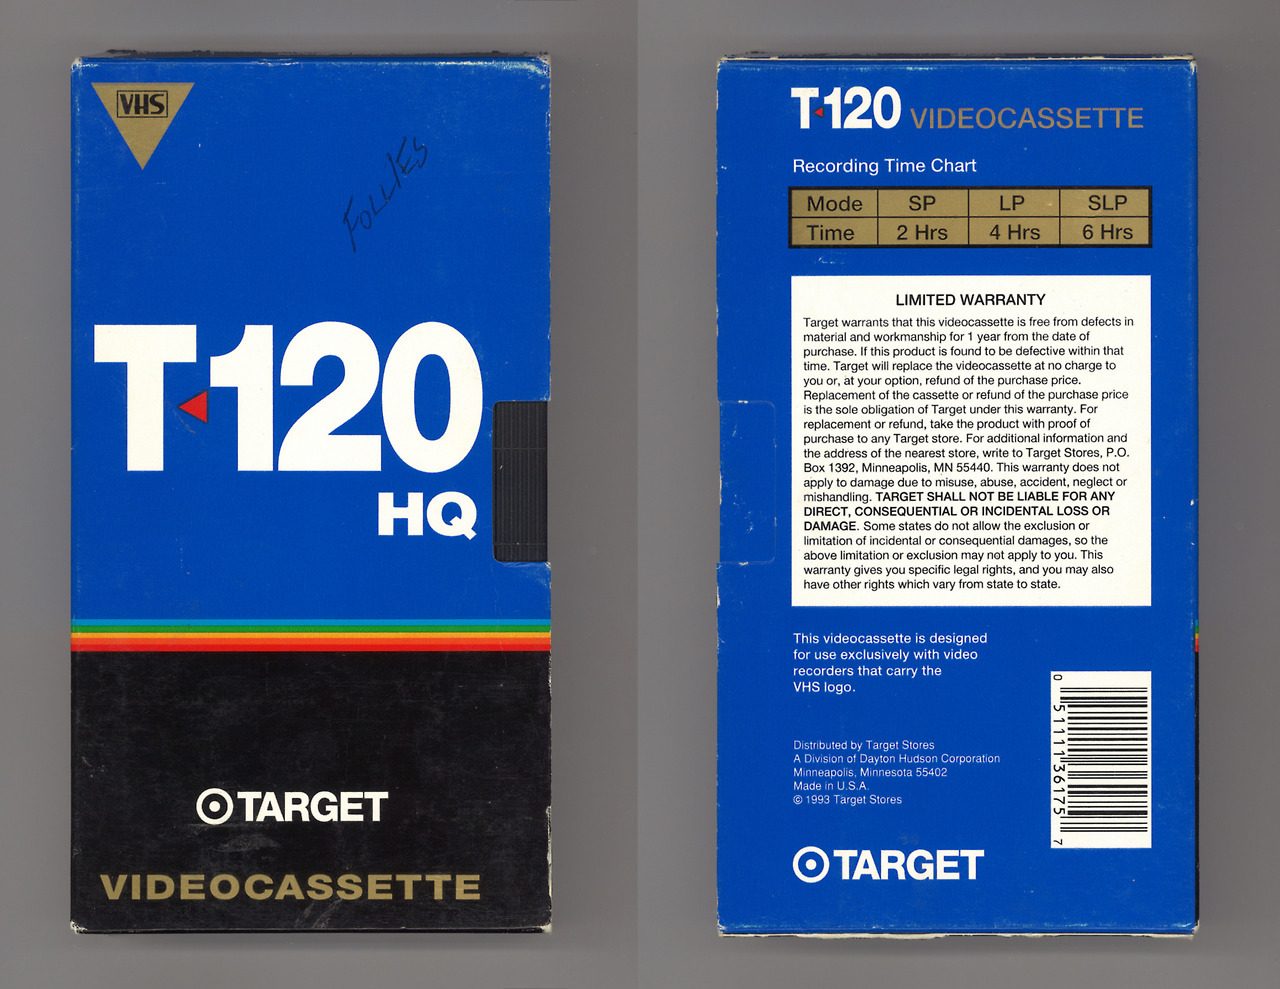 VHS
FOLLIES
T-120
HQ
TARGET
VIDEOCASSETTE
T-120 VIDEOCASSETTE
Recording Time Chart
Mode SP LP SLP
Time 2 Hrs 4 Hrs 6 Hrs
LIMITED WARRANTY
Target warrants that this videocassette is free from defects in
material and workmanship for 1 year from the date of
purchase. If this product is found to be defective within that
time. Target will replace the videocassette at no charge to
you or, at your option, refund of the purchase price.
Replacement of the cassette or refund of the purchase price
is the sole obligation of Target under this warranty. For
replacement or refund, take the product with proof of
purchase to any Target store. For additional information and
the address of the nearest store, write to Target Stores, P.O.
Box 1392, Minneapolis, MN 55440. This warranty does not
apply to damage due to misuse, abuse, accident, neglect or
mishandling. TARGET SHALL NOT BE LIABLE FOR ANY
DIRECT, CONSEQUENTIAL OR INCIDENTAL LOSS OR
DAMAGE. Some states do not allow the exclusion or
limitation of incidental or consequential damages, so the
above limitation or exclusion may not apply to you. This
warranty gives you specific legal rights, and you may also
have other rights which vary from state to state.
This videocassette is designed
for use exclusively with video
recorders that carry the
VHS logo.
Distributed by Target Stores
A Division of Dayton Hudson Corporation
Minneapolis, Minnesota 55402
Made in U.S.A.
© 1993 Target Stores
0 51111 36175 7
TARGET